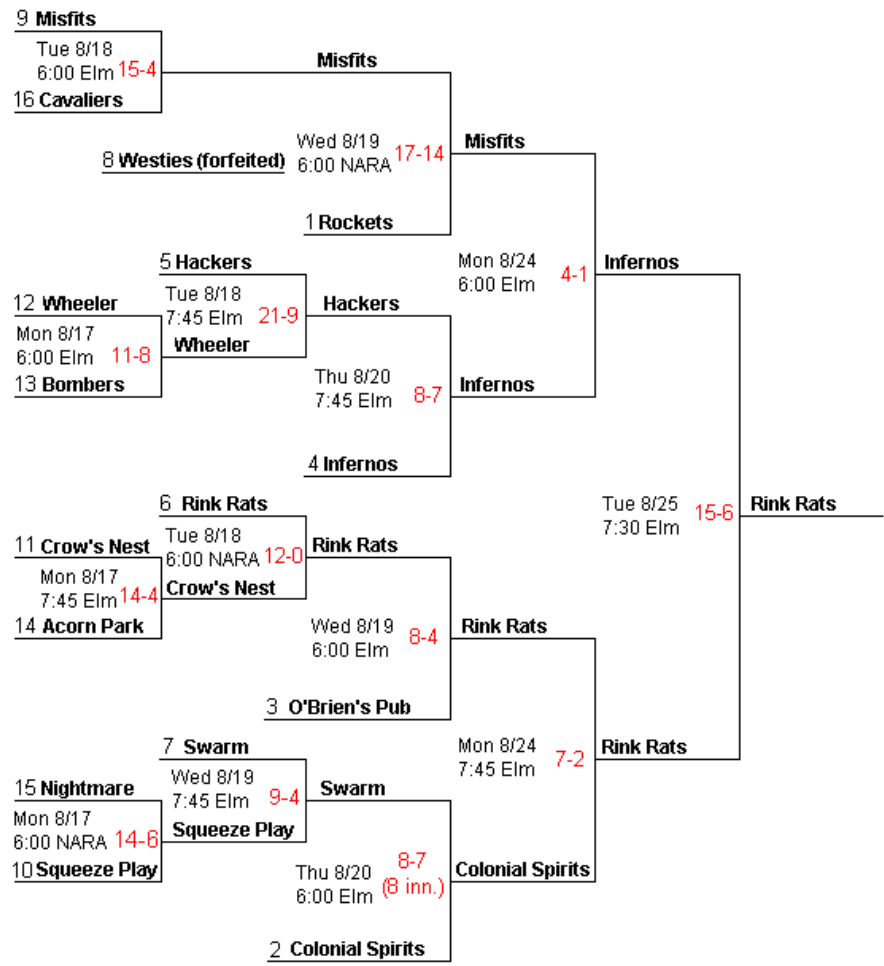 9 Misfits
Tue 8/18
6:00 Elm 15-4
16 Cavaliers
Misfits
8 Westies (forfeited)
Wed 8/19
6:00 NARA 17-14
Misfits
1 Rockets
5 Hackers
12 Wheeler
Tue 8/18
7:45 Elm 21-9
Hackers
Mon 8/17
6:00 Elm 11-8
Wheeler
13 Bombers
Mon 8/24
6:00 Elm 4-1
Infernos
Thu 8/20
7:45 Elm 8-7
Infernos
4 Infernos
6 Rink Rats
11 Crow's Nest
Tue 8/18
6:00 NARA 12-0
Rink Rats
Mon 8/17
7:45 Elm 14-4
Crow's Nest
14 Acorn Park
Tue 8/25
7:30 Elm 15-6
Rink Rats
Wed 8/19
6:00 Elm 8-4
Rink Rats
3 O'Brien's Pub
7 Swarm
15 Nightmare
Wed 8/19
7:45 Elm 9-4
Swarm
Mon 8/17
6:00 NARA 14-6
Squeeze Play
10 Squeeze Play
Mon 8/24
7:45 Elm 7-2
Rink Rats
Thu 8/20
6:00 Elm
8-7
(8 inn.)
Colonial Spirits
2 Colonial Spirits